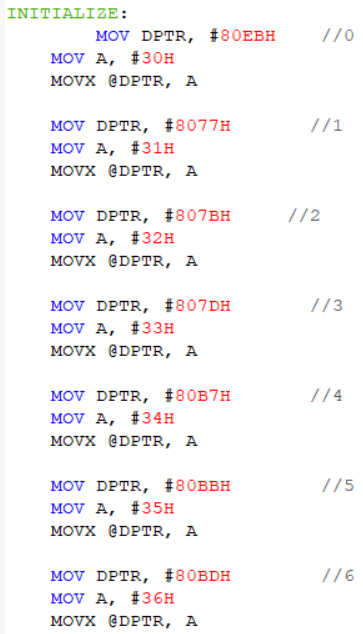 INITIALIZE:
MOV DPTR, #80EBH //0
MOV A, #30H
MOVX @DPTR, A
MOV DPTR, #8077H //1
MOV A, #31H
MOVX @DPTR, A
MOV DPTR, #807BH //2
MOV A, #32H
MOVX @DPTR, A
MOV DPTR, #807DH //3
MOV A, #33H
MOVX @DPTR, A
MOV DPTR, #80B7H //4
MOV A, #34H
MOVX @DPTR, A
MOV DPTR, #80BBH //5
MOV A, #35H
MOVX @DPTR, A
MOV DPTR, #80BDH //6
MOV A, #36H
MOVX @DPTR, A